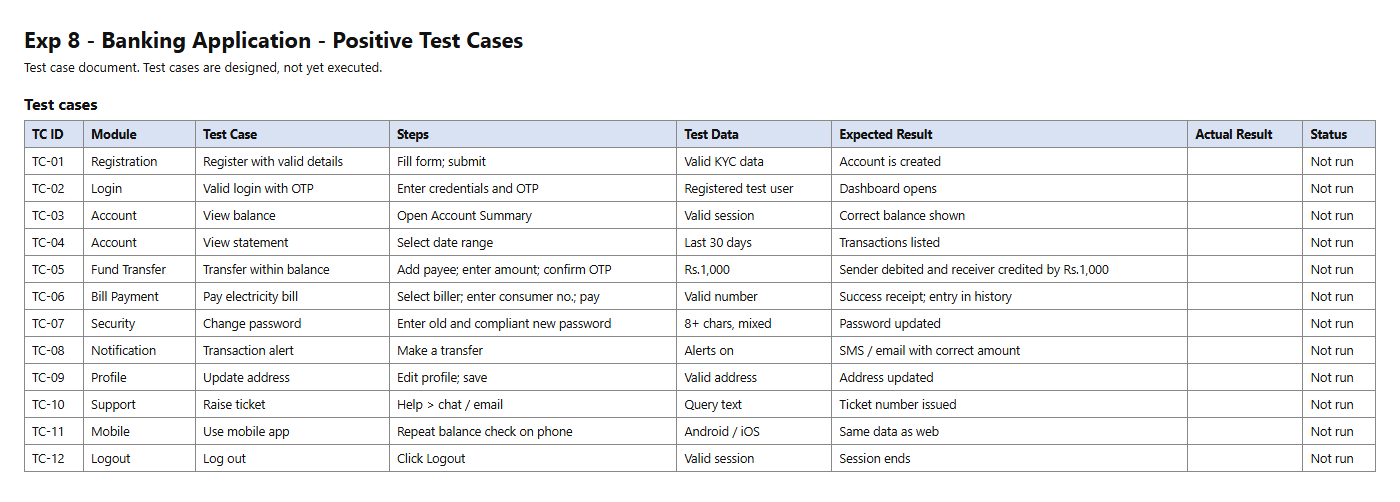 Exp 8 - Banking Application - Positive Test Cases
Test case document. Test cases are designed, not yet executed.
Test cases
TC ID Module Test Case Steps Test Data Expected Result Actual Result Status
TC-01 Registration Register with valid details Fill form; submit Valid KYC data Account is created Not run
TC-02 Login Valid login with OTP Enter credentials and OTP Registered test user Dashboard opens Not run
TC-03 Account View balance Open Account Summary Valid session Correct balance shown Not run
TC-04 Account View statement Select date range Last 30 days Transactions listed Not run
TC-05 Fund Transfer Transfer within balance Add payee; enter amount; confirm OTP Rs.1,000 Sender debited and receiver credited by Rs.1,000 Not run
TC-06 Bill Payment Pay electricity bill Select biller; enter consumer no.; pay Valid number Success receipt; entry in history Not run
TC-07 Security Change password Enter old and compliant new password 8+ chars, mixed Password updated Not run
TC-08 Notification Transaction alert Make a transfer Alerts on SMS / email with correct amount Not run
TC-09 Profile Update address Edit profile; save Valid address Address updated Not run
TC-10 Support Raise ticket Help > chat / email Query text Ticket number issued Not run
TC-11 Mobile Use mobile app Repeat balance check on phone Android / iOS Same data as web Not run
TC-12 Logout Log out Click Logout Valid session Session ends Not run